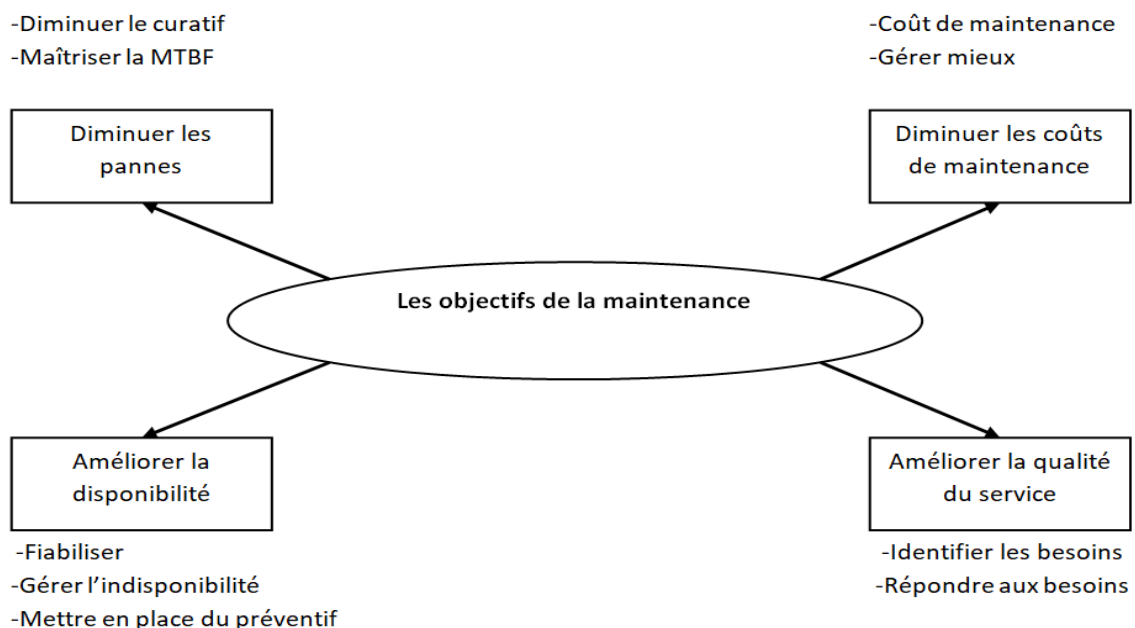 -Diminuer le curatif
-Maîtriser la MTBF
-Coût de maintenance
-Gérer mieux
Diminuer les
pannes
Diminuer les coûts
de maintenance
Les objectifs de la maintenance
Améliorer la
disponibilité
Améliorer la qualité
du service
-Fiabiliser
-Gérer l’indisponibilité
-Mettre en place du préventif
-Identifier les besoins
-Répondre aux besoins